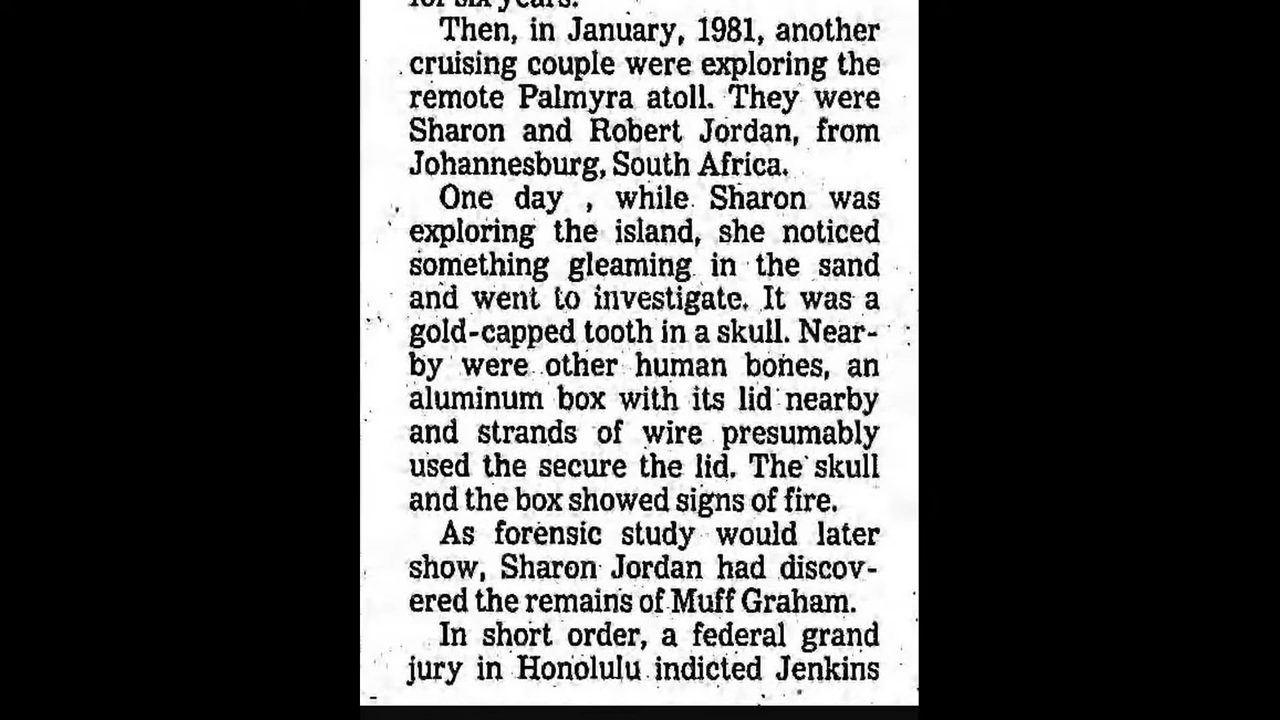 for six years.
Then, in January, 1981, another
cruising couple were exploring the
remote Palmyra atoll. They were
Sharon and Robert Jordan, from
Johannesburg, South Africa.
One day , while Sharon was
exploring the island, she noticed
something gleaming in the sand
and went to investigate. It was a
gold-capped tooth in a skull. Near-
by were other human bones, an
aluminum box with its lid nearby
and strands of wire presumably
used the secure the lid. The skull
and the box showed signs of fire.
As forensic study would later
show, Sharon Jordan had discov-
ered the remains of Muff Graham.
In short order, a federal grand
jury in Honolulu indicted Jenkins